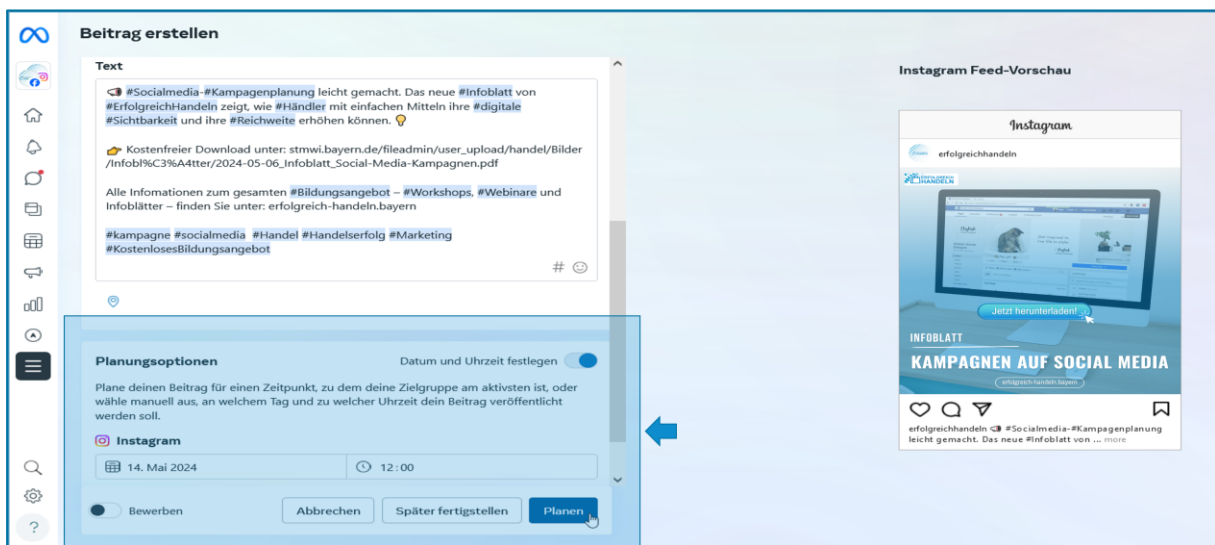 Beitrag erstellen
Text
#Socialmedia-#Kampagenplanung leicht gemacht. Das neue #Infoblatt von
#ErfolgreichHandeln zeigt, wie #Händler mit einfachen Mitteln ihre #digitale
#Sichtbarkeit und ihre #Reichweite erhöhen können.
Kostenfreier Download unter: stmwi.bayern.de/fileadmin/user_upload/handel/Bilder
/Infobl%C3%A4tter/2024-05-06_Infoblatt_Social-Media-Kampagnen.pdf
Alle Infomationen zum gesamten #Bildungsangebot – #Workshops, #Webinare und
Infoblätter – finden Sie unter: erfolgreich-handeln.bayern
#kampagne #socialmedia #Handel #Handelserfolg #Marketing
#KostenlosesBildungsangebot
#
Planungsoptionen
Datum und Uhrzeit festlegen
Plane deinen Beitrag für einen Zeitpunkt, zu dem deine Zielgruppe am aktivsten ist, oder
wähle manuell aus, an welchem Tag und zu welcher Uhrzeit dein Beitrag veröffentlicht
werden soll.
Instagram
14. Mai 2024
12:00
Bewerben
Abbrechen
Später fertigstellen
Planen
?
Instagram Feed-Vorschau
Instagram
erfolgreichhandeln
ERFOLGREICH
HANDELN
Jetzt herunterladen!
INFOBLATT
KAMPAGNEN AUF SOCIAL MEDIA
erfolgreich-handeln.bayern
erfolgreichhandeln #Socialmedia-#Kampagenplanung
leicht gemacht. Das neue #Infoblatt von ... more